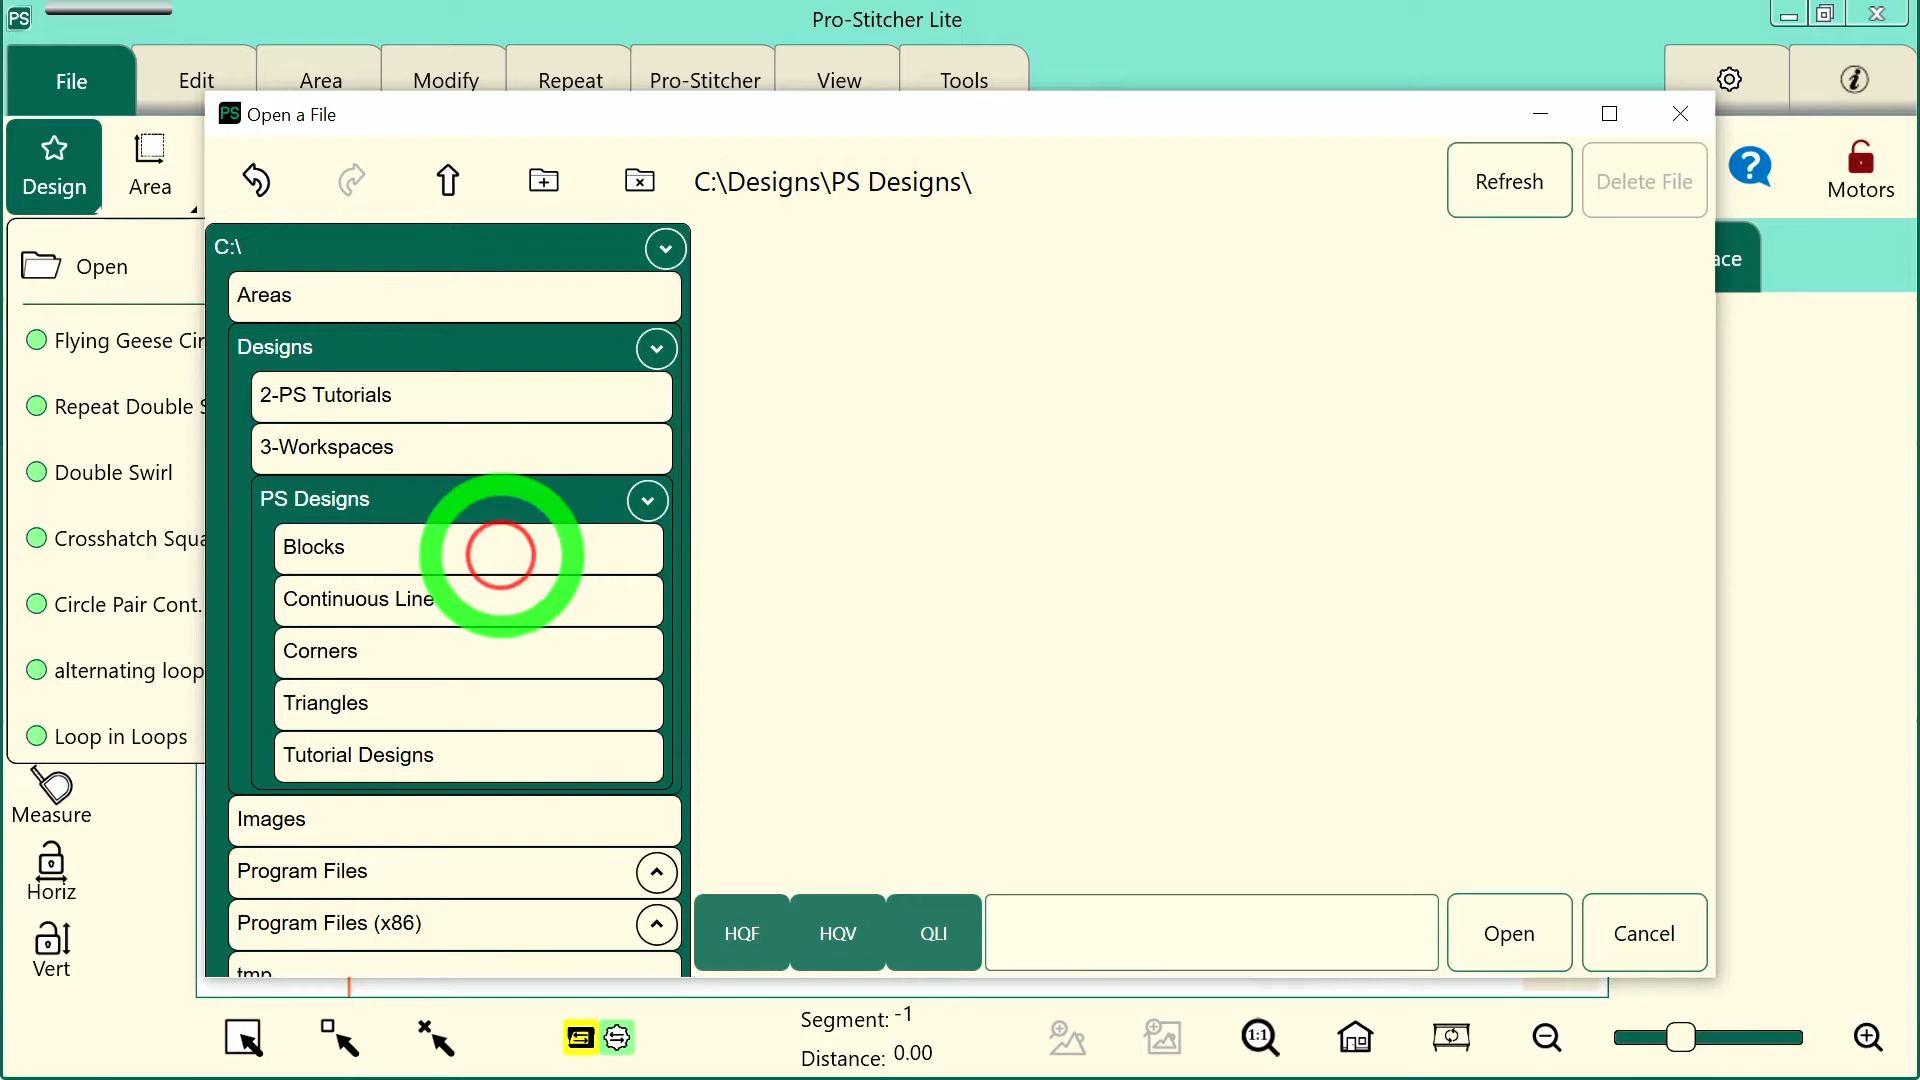 PS
Pro-Stitcher Lite
File
Edit
Area
Modify
Repeat
Pro-Stitcher
View
Tools
PS Open a File
Design
Area
C:\Designs\PS Designs\
Refresh
Delete File
Motors
Open
Flying Geese Cir
Repeat Double S
Double Swirl
Crosshatch Squa
Circle Pair Cont.
alternating loop
Loop in Loops
Measure
Horiz
Vert
C:\
Areas
Designs
2-PS Tutorials
3-Workspaces
PS Designs
Blocks
Continuous Line
Corners
Triangles
Tutorial Designs
Images
Program Files
Program Files (x86)
tmp
ace
HQF
HQV
QLI
Open
Cancel
Segment: -1
Distance: 0.00
1:1